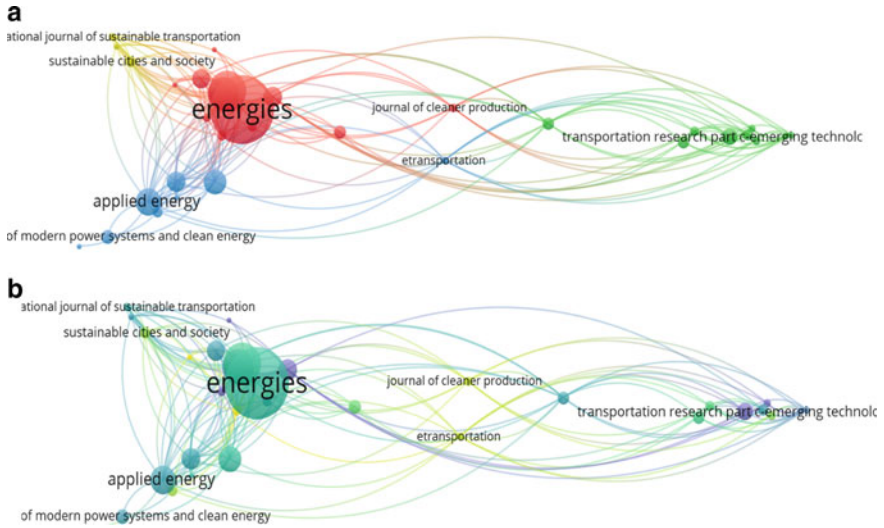 a
ational journal of sustainable transportation
sustainable cities and society
energies
journal of cleaner production
transportation research part c-emerging technolc
etransportation
applied energy
of modern power systems and clean energy
b
ational journal of sustainable transportation
sustainable cities and society
energies
journal of cleaner production
transportation research part c-emerging technolc
etransportation
applied energy
of modern power systems and clean energy